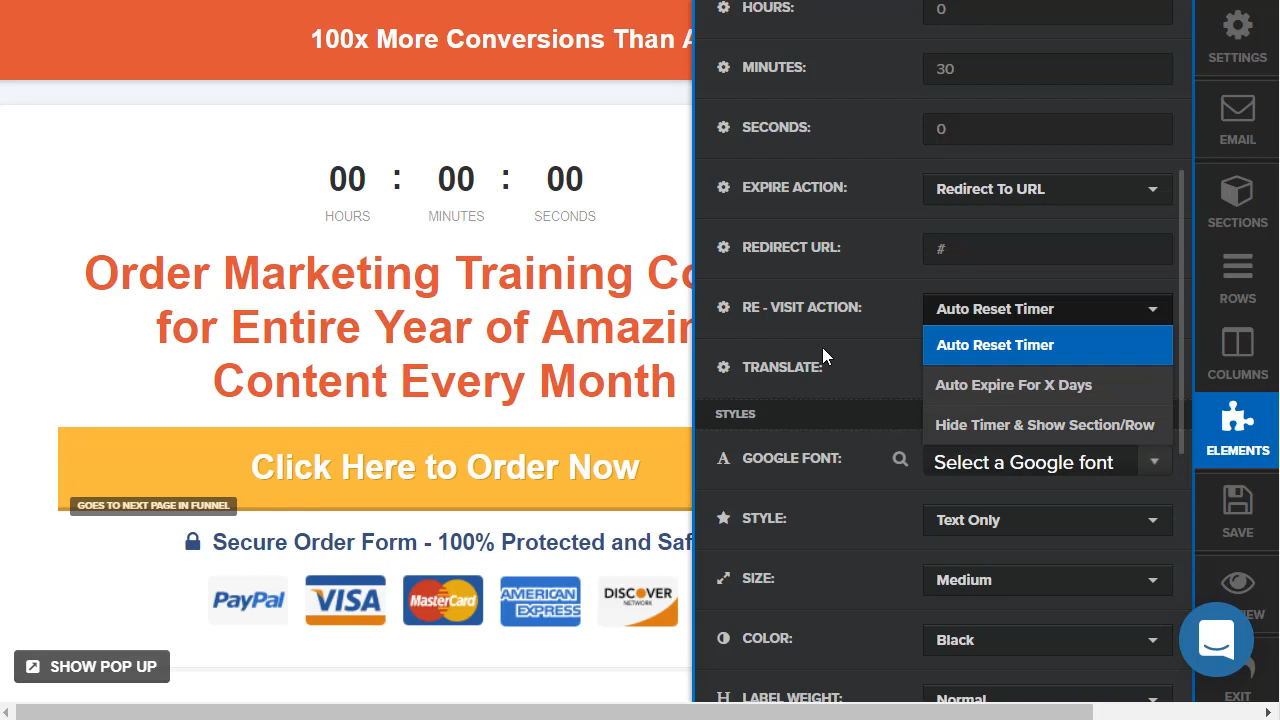 100x More Conversions Than A
00 : 00 : 00
HOURS MINUTES SECONDS
Order Marketing Training Co
for Entire Year of Amazin
Content Every Month
Click Here to Order Now
GOES TO NEXT PAGE IN FUNNEL
Secure Order Form - 100% Protected and Saf
PayPal VISA MasterCard AMERICAN EXPRESS DISCOVER NETWORK
SHOW POP UP
HOURS: 0
MINUTES: 30
SECONDS: 0
EXPIRE ACTION: Redirect To URL
REDIRECT URL: #
RE - VISIT ACTION: Auto Reset Timer
Auto Reset Timer
TRANSLATE:
Auto Expire For X Days
STYLES
Hide Timer & Show Section/Row
GOOGLE FONT: Select a Google font
STYLE: Text Only
SIZE: Medium
COLOR: Black
LABEL WEIGHT: Normal
SETTINGS
EMAIL
SECTIONS
ROWS
COLUMNS
ELEMENTS
SAVE
EW
EXIT